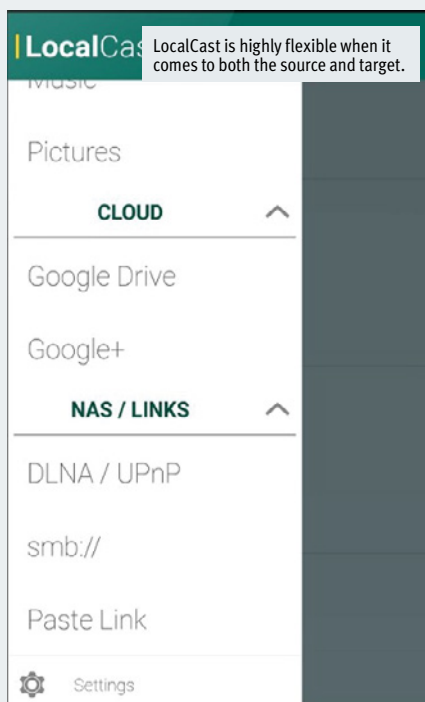 LocalCas
LocalCast is highly flexible when it
comes to both the source and target.
Music
Pictures
CLOUD
Google Drive
Google+
NAS / LINKS
DLNA / UPnP
smb://
Paste Link
Settings